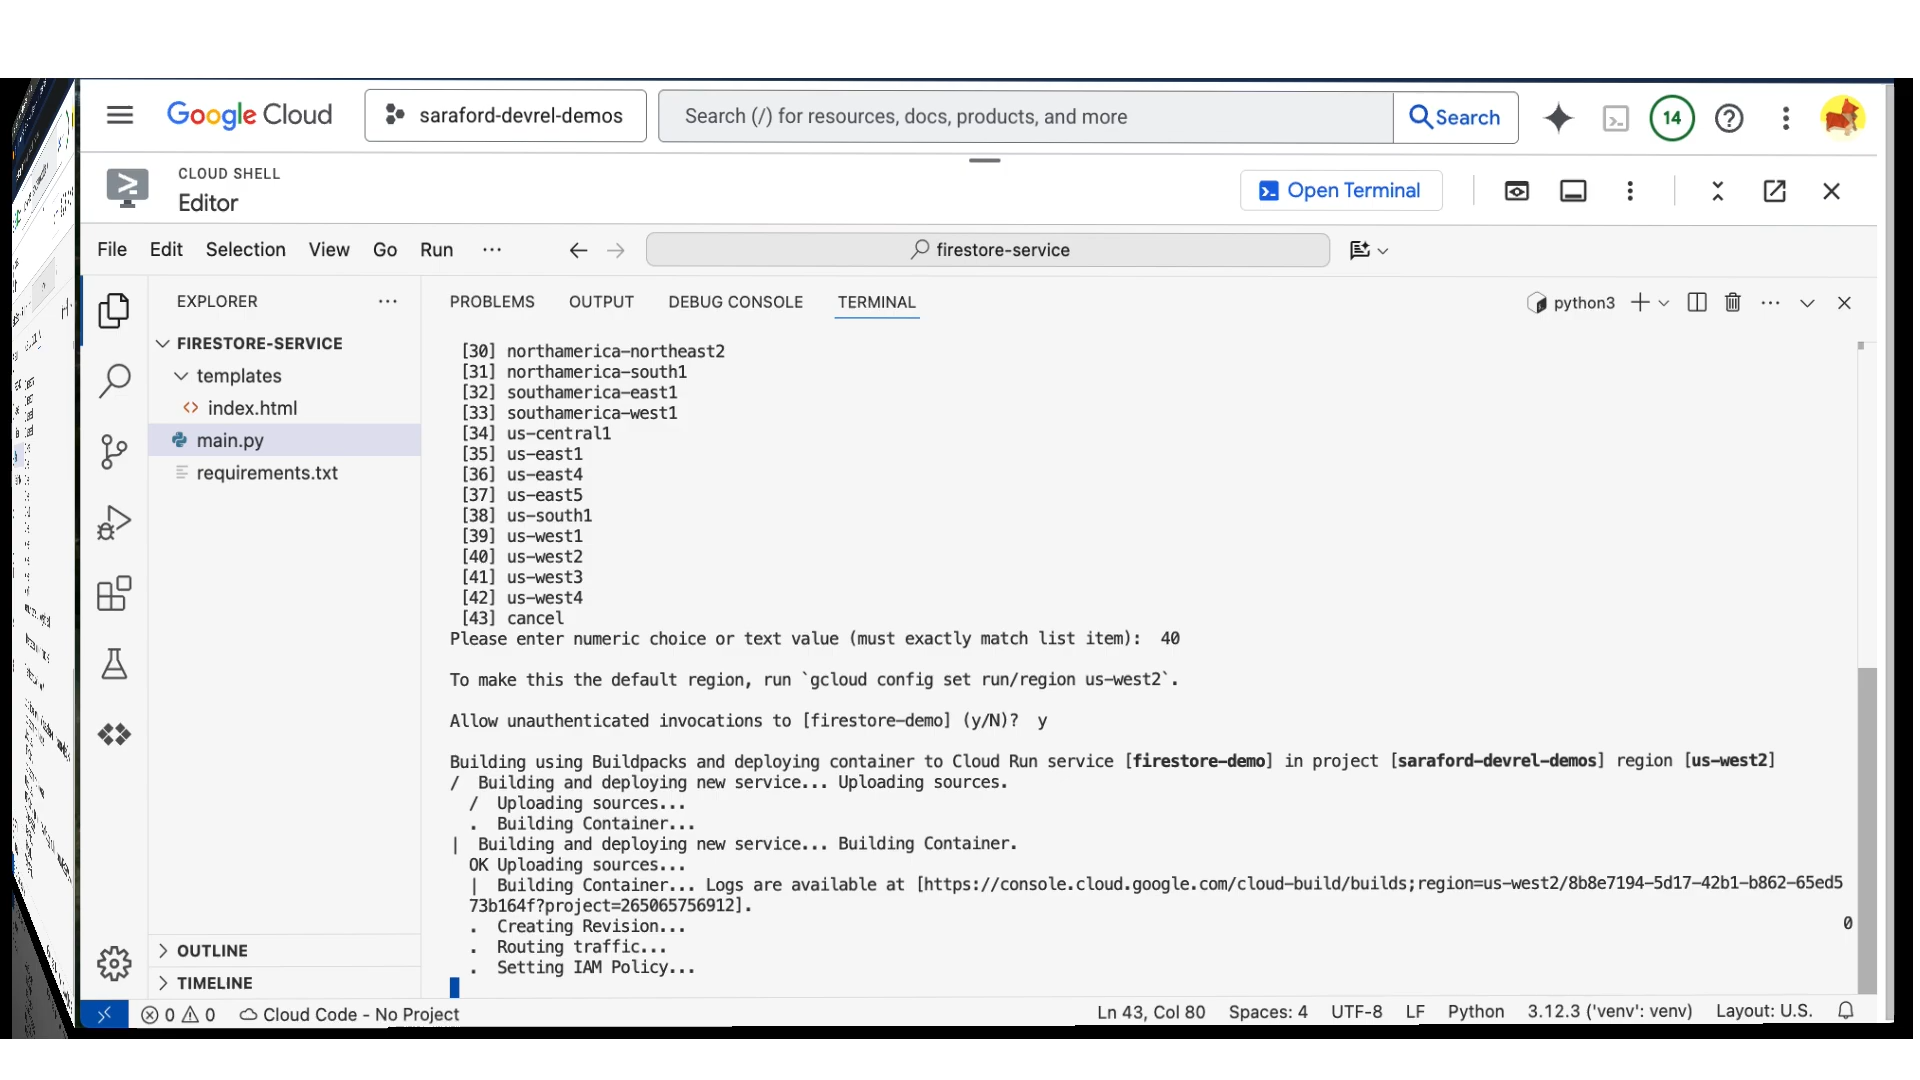 Google Cloud
saraford-devrel-demos
Search (/) for resources, docs, products, and more
Search
14
CLOUD SHELL
Editor
Open Terminal
File Edit Selection View Go Run
firestore-service
EXPLORER
PROBLEMS OUTPUT DEBUG CONSOLE TERMINAL
python3
FIRESTORE-SERVICE
templates
index.html
main.py
requirements.txt
OUTLINE
TIMELINE
[30] northamerica-northeast2
[31] northamerica-south1
[32] southamerica-east1
[33] southamerica-west1
[34] us-central1
[35] us-east1
[36] us-east4
[37] us-east5
[38] us-south1
[39] us-west1
[40] us-west2
[41] us-west3
[42] us-west4
[43] cancel
Please enter numeric choice or text value (must exactly match list item):  40
To make this the default region, run `gcloud config set run/region us-west2`.
Allow unauthenticated invocations to [firestore-demo] (y/N)?  y
Building using Buildpacks and deploying container to Cloud Run service [firestore-demo] in project [saraford-devrel-demos] region [us-west2]
/  Building and deploying new service... Uploading sources.
/  Uploading sources...
.  Building Container...
|  Building and deploying new service... Building Container.
OK Uploading sources...
|  Building Container... Logs are available at [https://console.cloud.google.com/cloud-build/builds;region=us-west2/8b8e7194-5d17-42b1-b862-65ed5
73b164f?project=265065756912].
0
.  Creating Revision...
.  Routing traffic...
.  Setting IAM Policy...
0 0 Cloud Code - No Project
Ln 43, Col 80 Spaces: 4 UTF-8 LF Python 3.12.3 ('venv': venv) Layout: U.S.